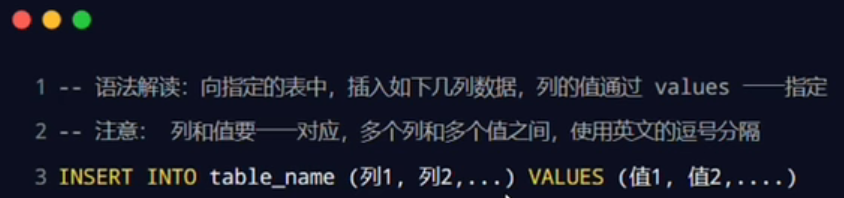 1 -- 语法解读：向指定的表中，插入如下几列数据，列的值通过 values 一一指定
2 -- 注意： 列和值要一一对应，多个列和多个值之间，使用英文的逗号分隔
3 INSERT INTO table_name (列1, 列2,...) VALUES (值1, 值2,....)